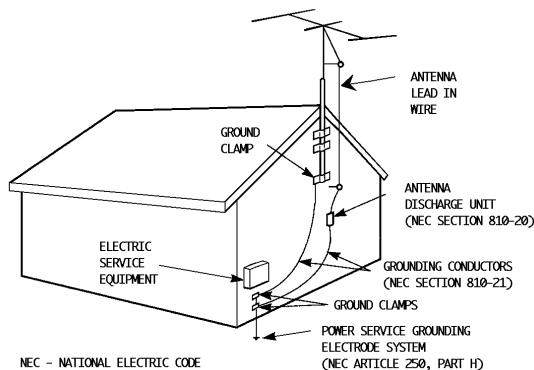 ANTENNA
LEAD IN
WIRE
GROUND
CLAMP
ANTENNA
DISCHARGE UNIT
(NEC SECTION 810-20)
ELECTRIC
SERVICE
EQUIPMENT
GROUNDING CONDUCTORS
(NEC SECTION 810-21)
GROUND CLAMPS
POWER SERVICE GROUNDING
ELECTRODE SYSTEM
(NEC ARTICLE 250, PART H)
NEC - NATIONAL ELECTRIC CODE